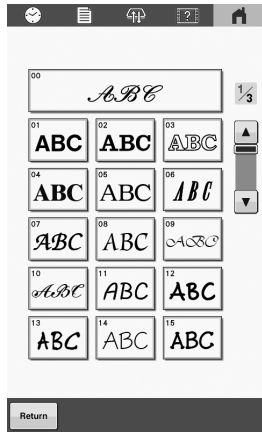 ?
1/3
00
ABC
01 02 03
ABC ABC ABC
04 05 06
ABC ABC ABC
07 08 09
ABC ABC ABC
10 11 12
ABC ABC ABC
13 14 15
ABC ABC ABC
Return